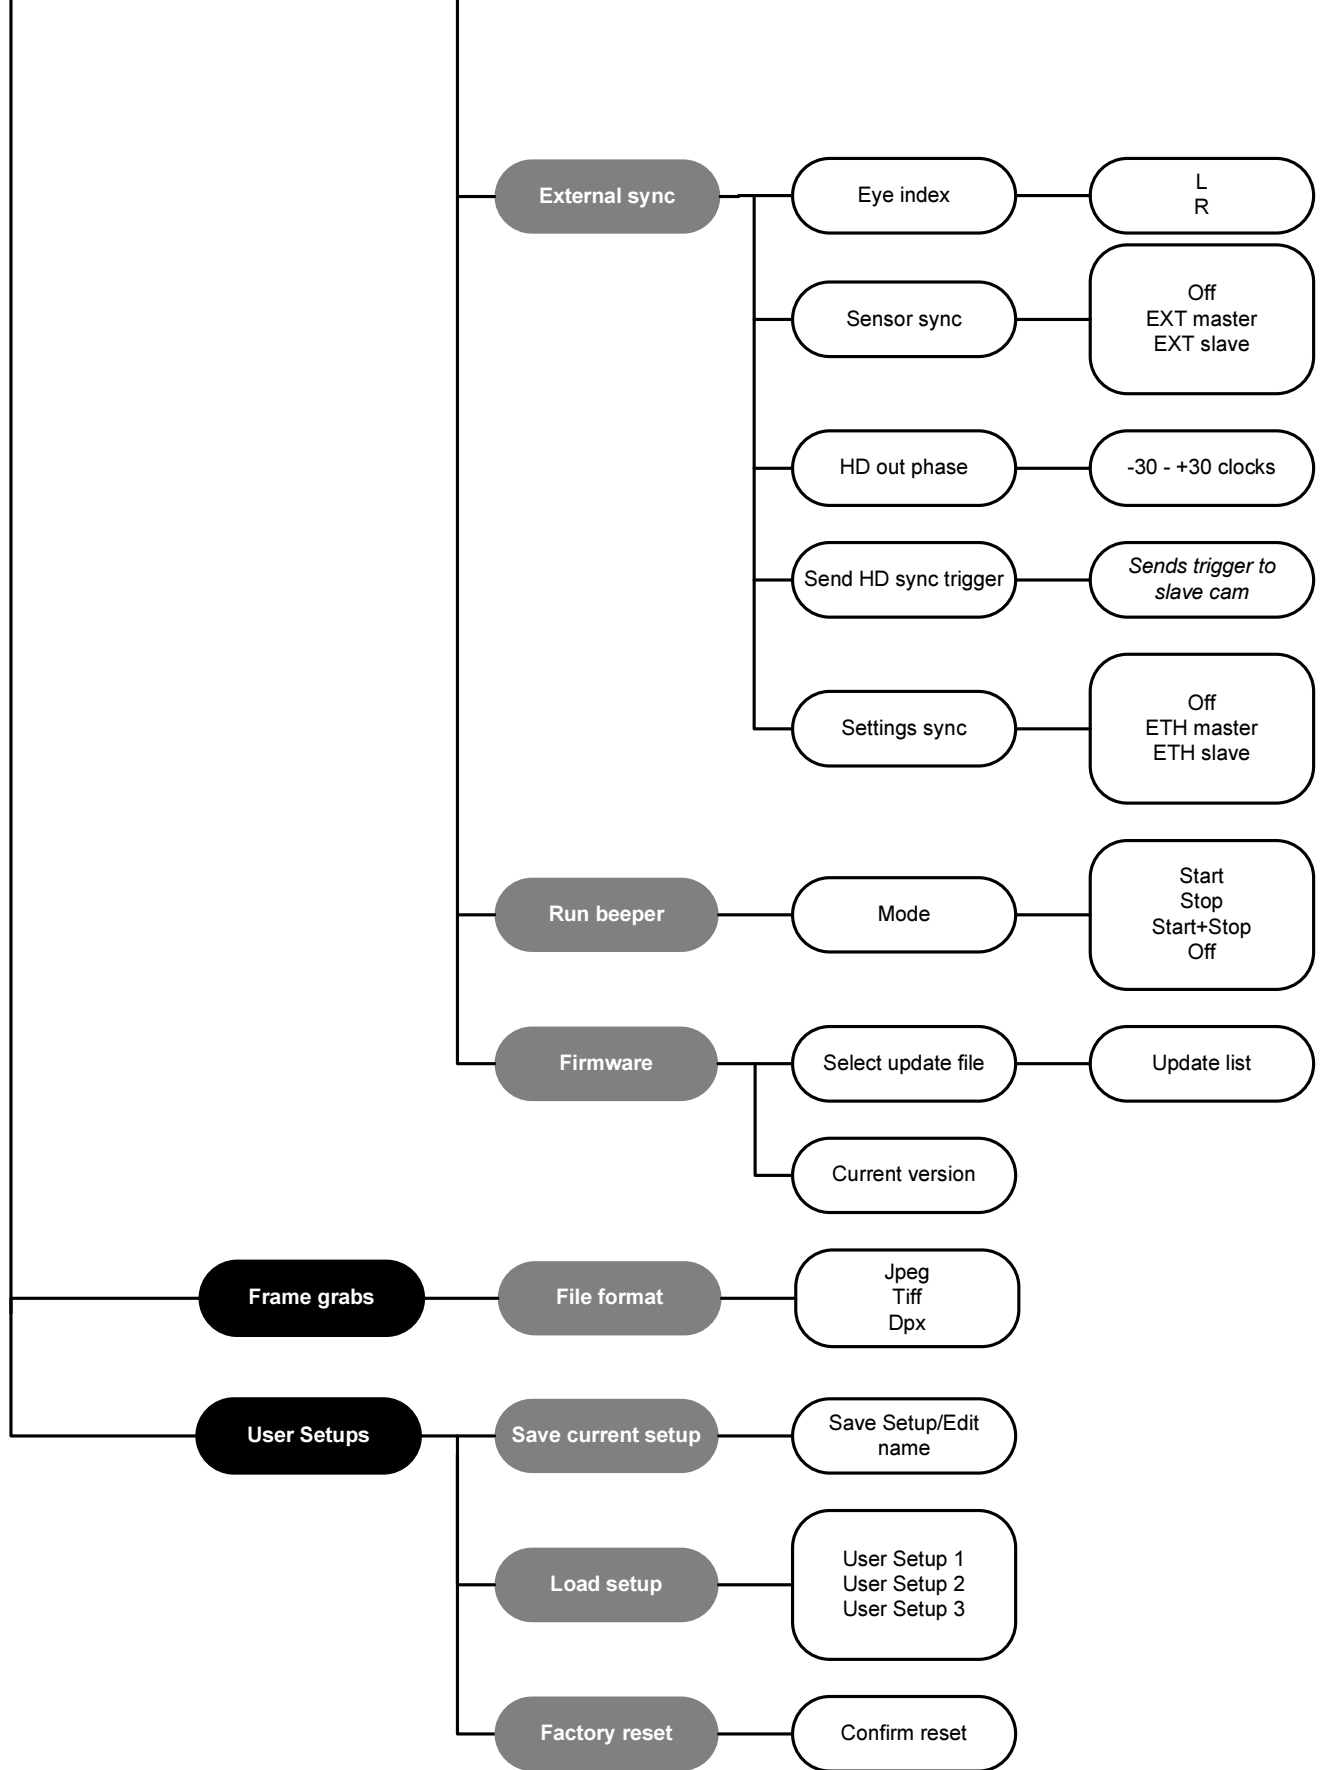 External sync
Eye index
L
R
Sensor sync
Off
EXT master
EXT slave
HD out phase
-30 - +30 clocks
Send HD sync trigger
Sends trigger to
slave cam
Settings sync
Off
ETH master
ETH slave
Run beeper
Mode
Start
Stop
Start+Stop
Off
Firmware
Select update file
Update list
Current version
Frame grabs
File format
Jpeg
Tiff
Dpx
User Setups
Save current setup
Save Setup/Edit
name
Load setup
User Setup 1
User Setup 2
User Setup 3
Factory reset
Confirm reset